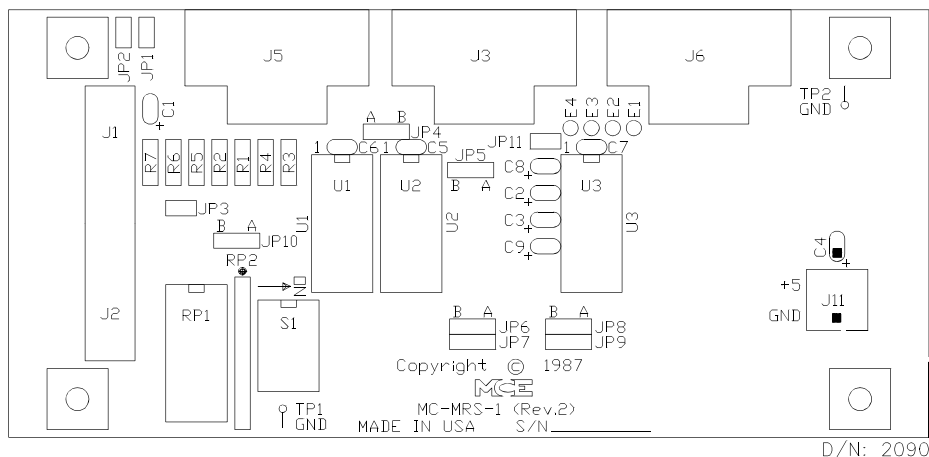 JP2 JP1 J5 J3 J6
TP2
GND
C1
J1
A B
JP4
JP11
E4 E3 E2 E1
R7 R6 R5 R2 R1 R4 R3
1 C6 1 C5
1 C7
JP5
B A
C8
C2
C3
C9
U1 U2 U3
U1 U2 U3
JP3
B A
JP10
RP2
C4
ON
+5
J11
GND
J2
RP1
S1
B A
JP6
JP7
B A
JP8
JP9
Copyright © 1987
MCE
MC-MRS-1 (Rev.2)
TP1
GND
MADE IN USA S/N
D/N: 2090